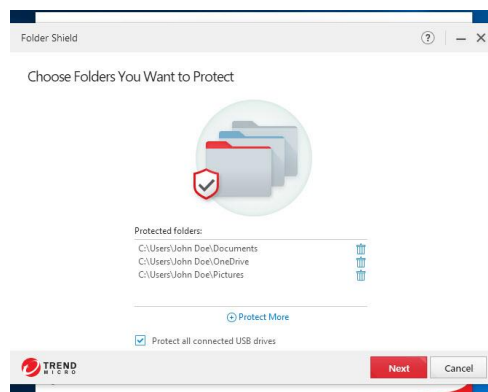 Folder Shield
Choose Folders You Want to Protect
Protected folders:
C:\Users\John Doe\Documents
C:\Users\John Doe\OneDrive
C:\Users\John Doe\Pictures
Protect More
Protect all connected USB drives
TREND
MICRO
Next
Cancel